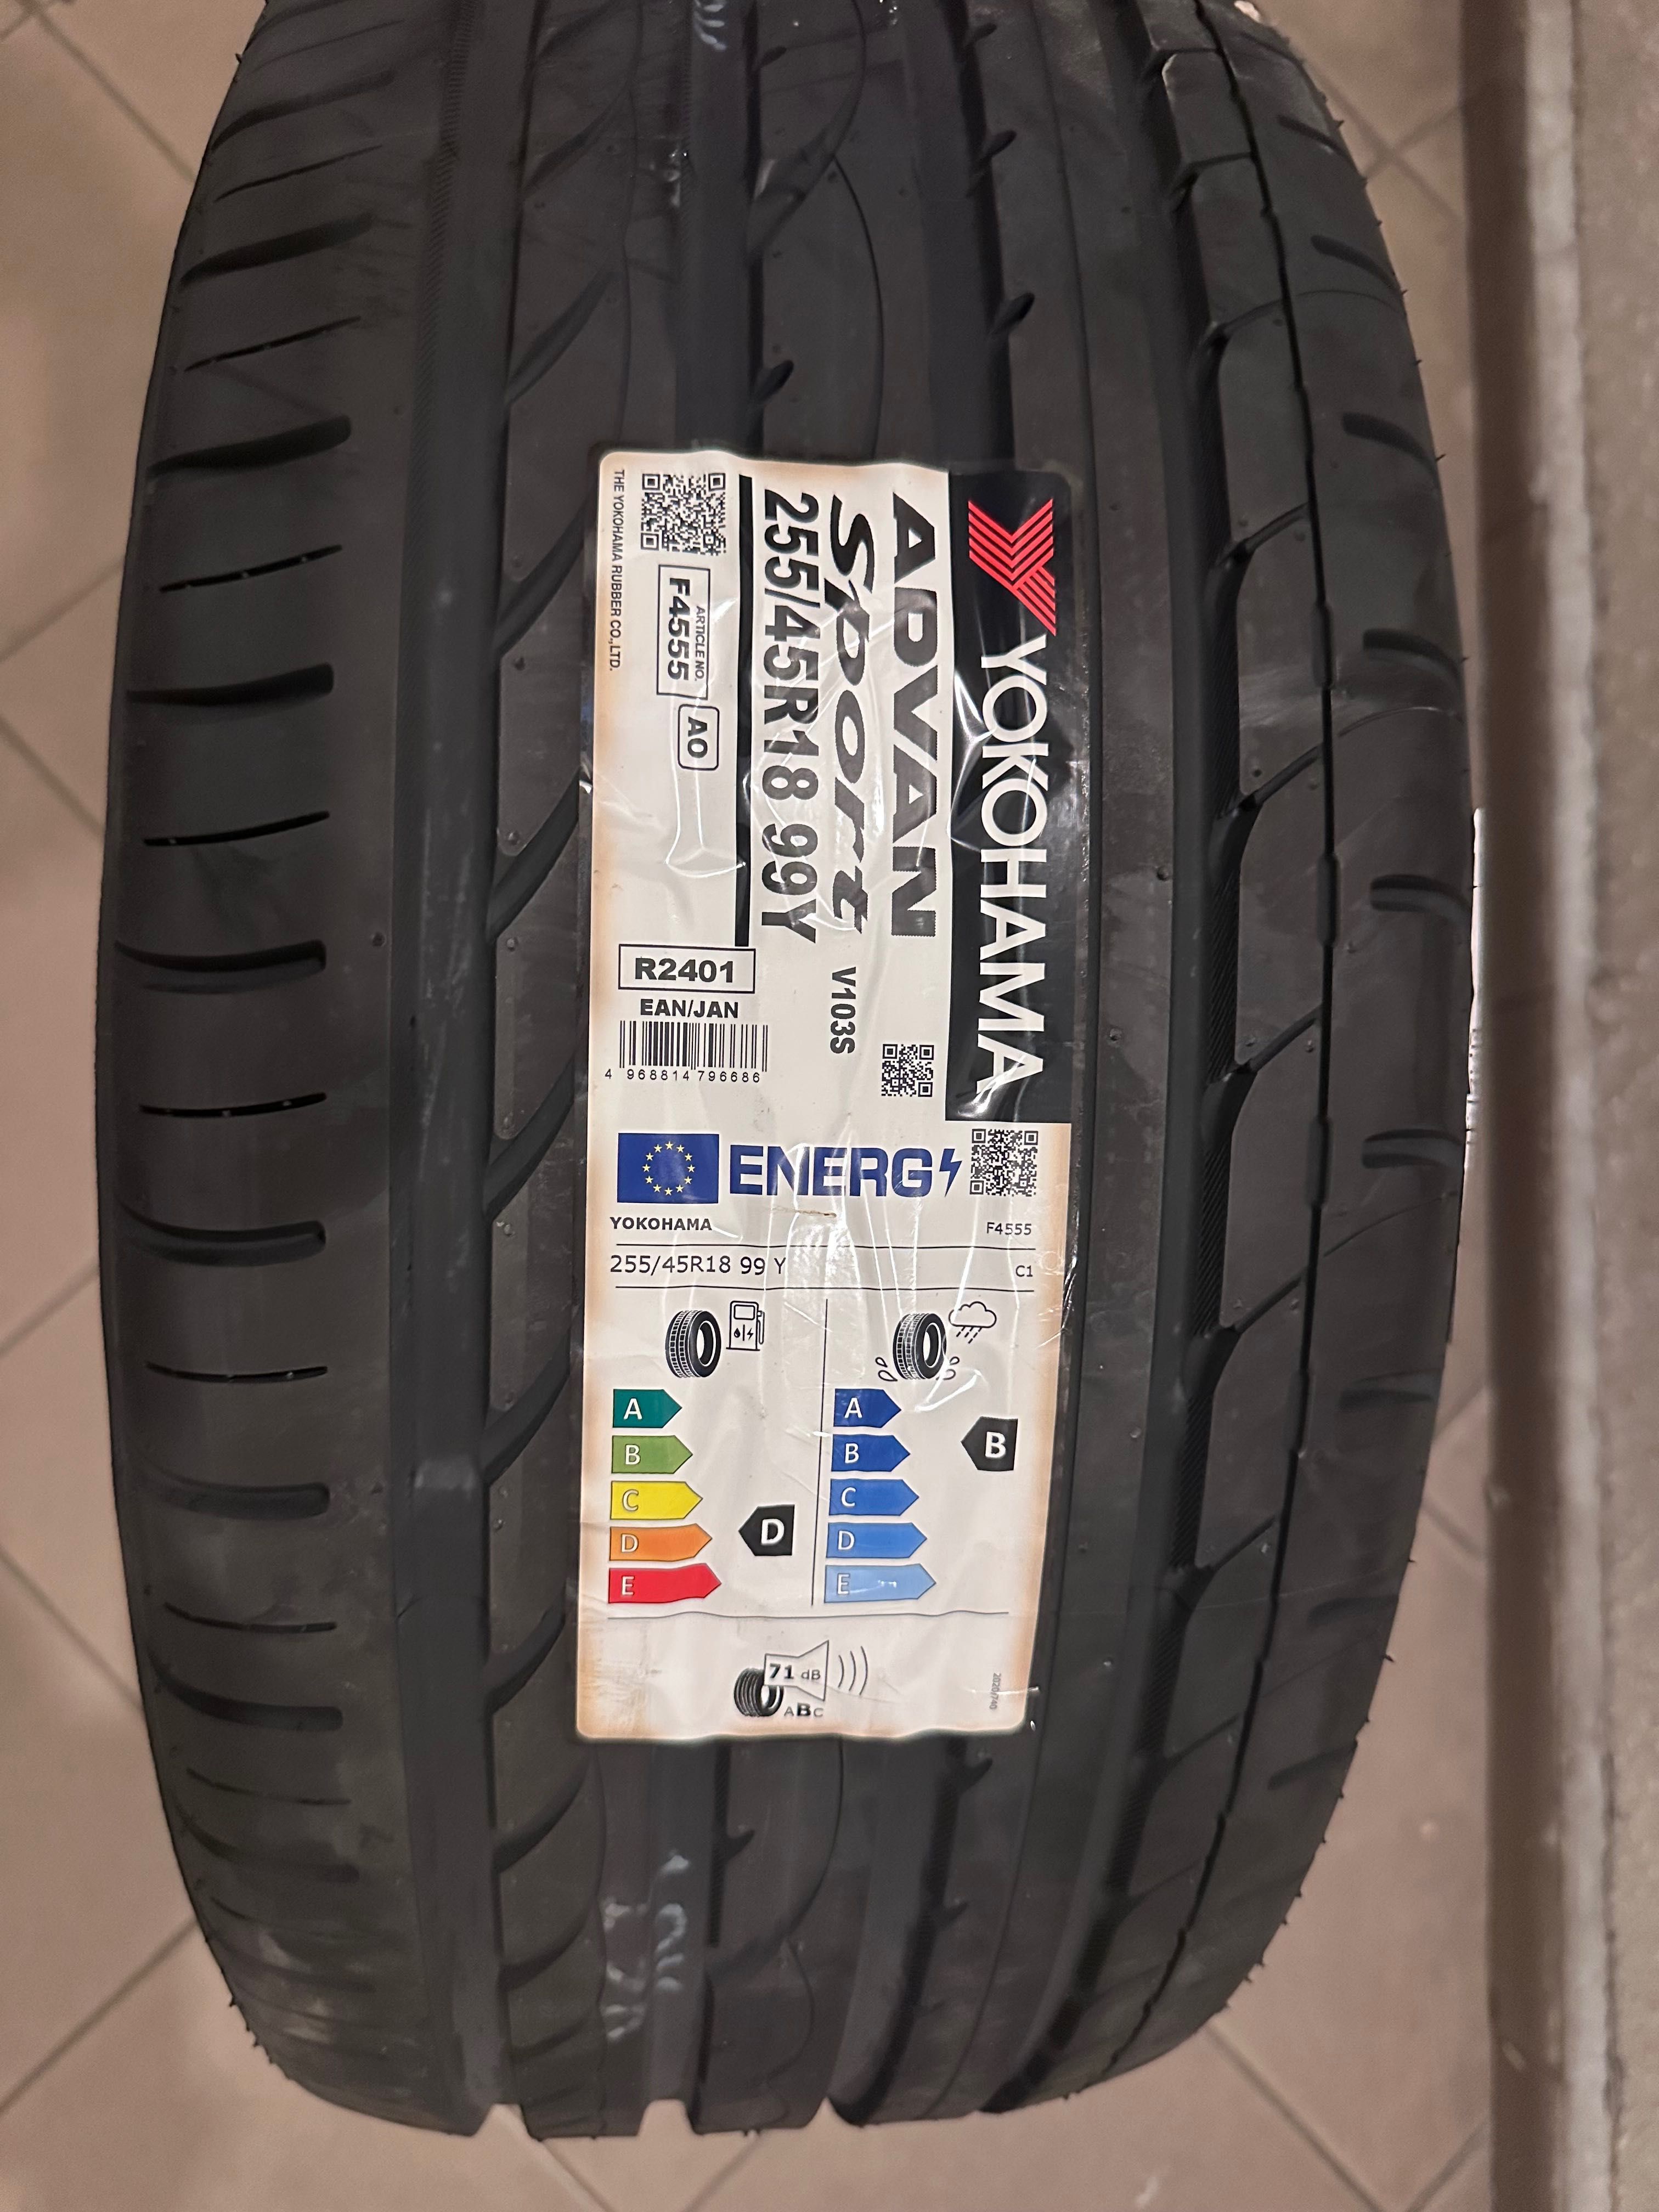 YOKOHAMA
ADVAN
Sport
V103S
255/45R18 99Y
ARTICLE NO.
F4555
AO
THE YOKOHAMA RUBBER CO.,LTD.
R2401
EAN/JAN
4 968814 796686
ENERG
YOKOHAMA
F4555
255/45R18 99 Y
C1
A
B
C
D
E
D
A
B
C
D
E
B
71 dB
ABC
2020/740